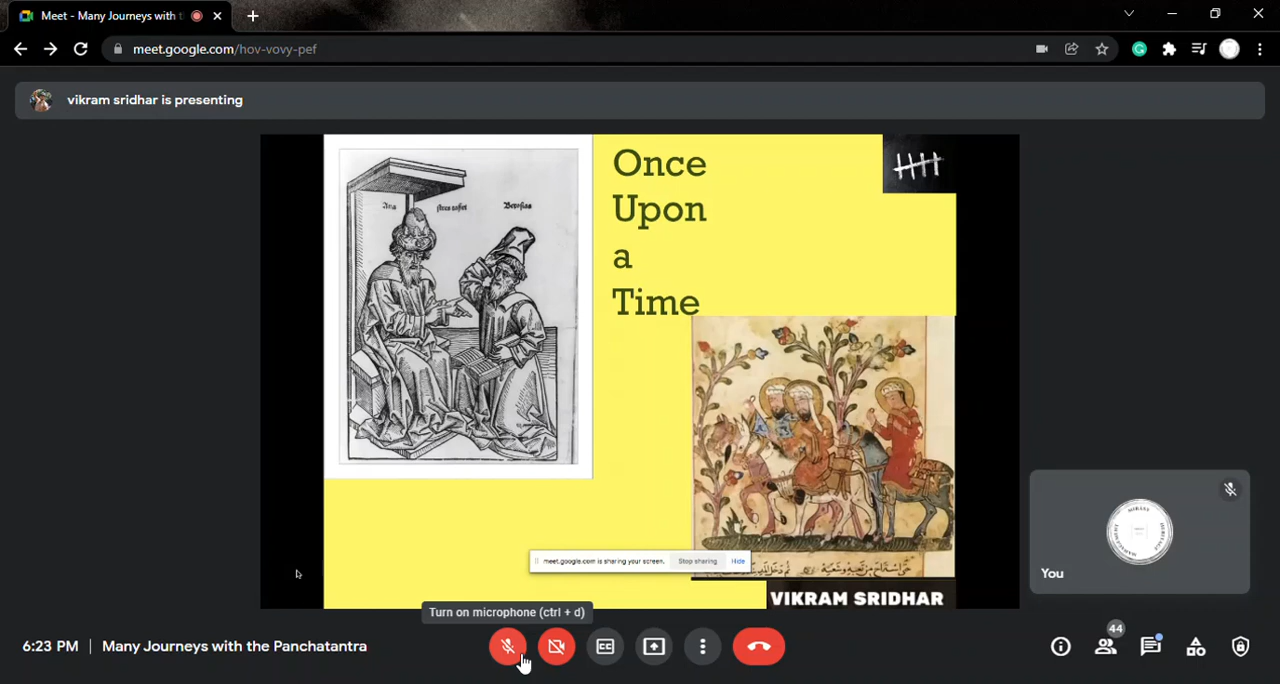 Meet - Many Journeys with th
meet.google.com/hov-vovy-pef
vikram sridhar is presenting
Once
Upon
a
Time
meet.google.com is sharing your screen. Stop sharing Hide
VIKRAM SRIDHAR
You
Turn on microphone (ctrl + d)
6:23 PM | Many Journeys with the Panchatantra
CC
44